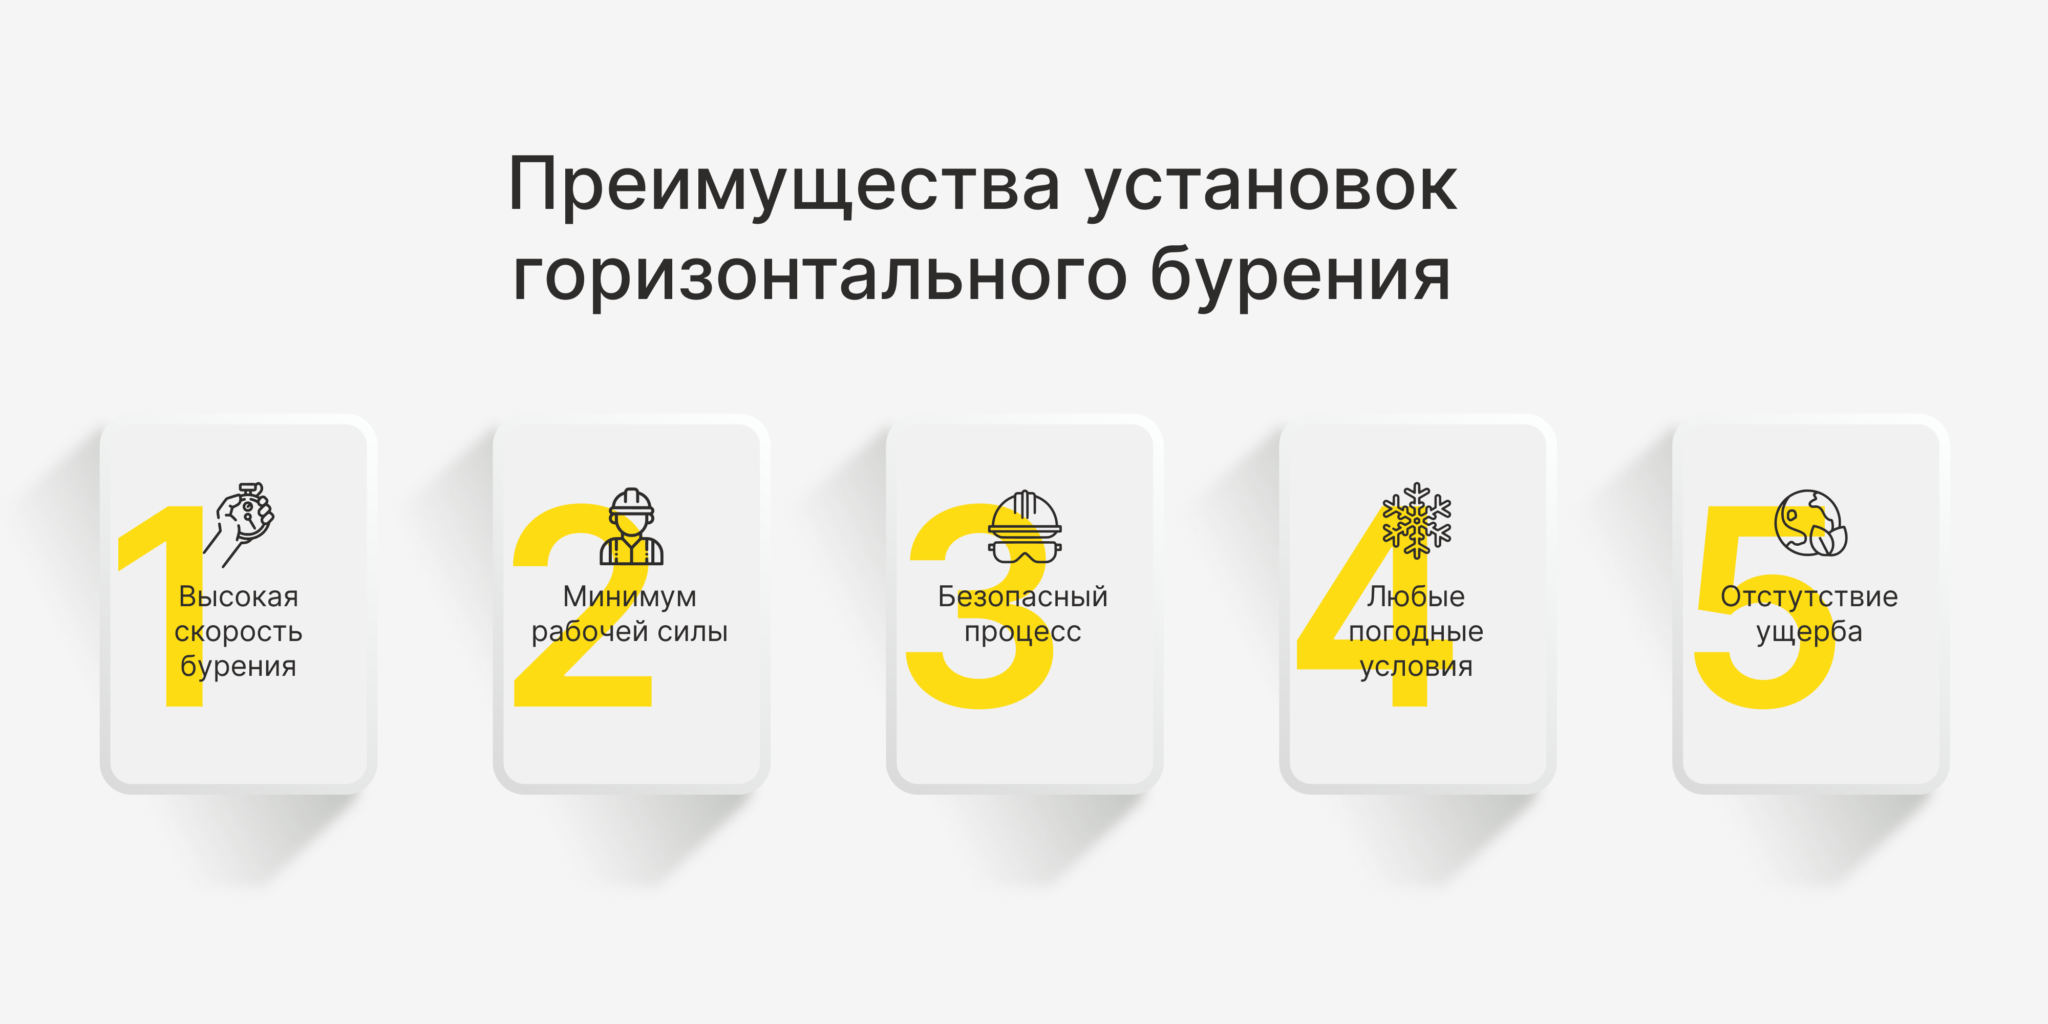 Преимущества установок
горизонтального бурения
1
Высокая
скорость
бурения
2
Минимум
рабочей силы
3
Безопасный
процесс
4
Любые
погодные
условия
5
Отстутствие
ущерба